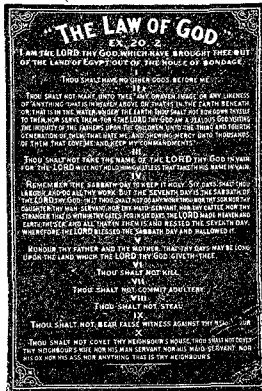 "THE LAW OF GOD"
EX. XX
I AM THE LORD THY GOD, WHICH HAVE BROUGHT THEE OUT
OF THE LAND OF EGYPT OUT OF THE HOUSE OF BONDAGE
I
THOU SHALT HAVE NO OTHER GODS BEFORE ME
II
THOU SHALT NOT MAKE UNTO THEE ANY GRAVEN IMAGE OR ANY LIKENESS
OF ANYTHING THAT IS IN HEAVEN ABOVE OR THAT IS IN THE EARTH BENEATH
OR THAT IS IN THE WATER UNDER THE EARTH THOU SHALT NOT BOW DOWN THYSELF
TO THEM, NOR SERVE THEM: FOR I THE LORD THY GOD AM A JEALOUS GOD VISITING
THE INIQUITY OF THE FATHERS UPON THE CHILDREN UNTO THE THIRD AND FOURTH
GENERATION OF THEM THAT HATE ME AND SHEWING MERCY UNTO THOUSANDS
OF THEM THAT LOVE ME AND KEEP MY COMMANDMENTS
III
THOU SHALT NOT TAKE THE NAME OF THE LORD THY GOD IN VAIN
FOR THE LORD WILL NOT HOLD HIM GUILTLESS THAT TAKETH HIS NAME IN VAIN.
REMEMBER THE SABBATH DAY TO KEEP IT HOLY. SIX DAYS SHALT THOU
LABOUR AND DO ALL THY WORK BUT THE SEVENTH DAY IS THE SABBATH OF
THE LORD THY GOD: IN IT THOU SHALT NOT DO ANY WORK THOU NOR THY SON NOR THY
DAUGHTER, THY MAN SERVANT, NOR THY MAID-SERVANT, NOR THY CATTLE NOR THY
STRANGER THAT IS WITHIN THY GATES: FOR IN SIX DAYS THE LORD MADE HEAVEN AND
EARTH THE SEA AND ALL THAT IN THEM IS AND RESTED THE SEVENTH DAY,
WHEREFORE THE LORD BLESSED THE SABBATH DAY AND HALLOWED IT.
V
HONOUR THY FATHER AND THY MOTHER, THAT THY DAYS MAY BE LONG
UPON THE LAND WHICH THE LORD THY GOD GIVETH THEE.
VI
THOU SHALT NOT KILL
VII
THOU SHALT NOT COMMIT ADULTERY
VIII
THOU SHALT NOT STEAL
IX
THOU SHALT NOT BEAR FALSE WITNESS AGAINST THY
THOU SHALT NOT COVET THY NEIGHBOUR'S HOUSE, THOU SHALT NOT COVET
THY NEIGHBOUR'S WIFE NOR HIS MAN SERVANT NOR HIS MAID SERVANT NOR
HIS OX NOR HIS ASS, NOR ANYTHING THAT IS THY NEIGHBOURS